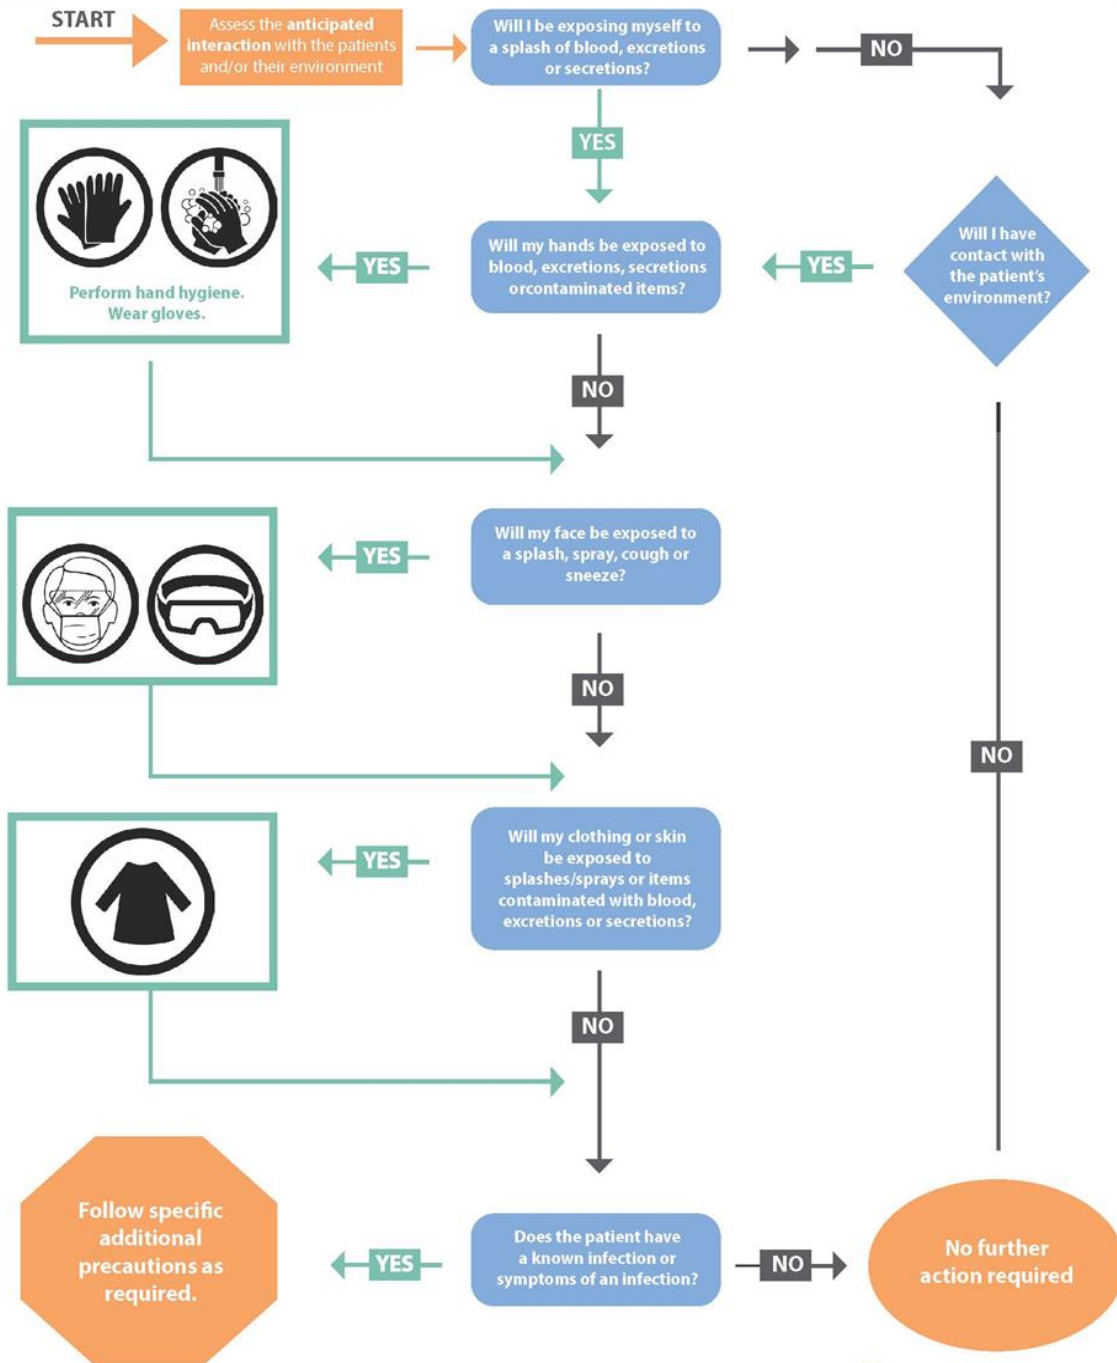 START
Assess the anticipated
interaction with the patients
and/or their environment
Will I be exposing myself to
a splash of blood, excretions
or secretions?
NO
YES
Perform hand hygiene.
Wear gloves.
YES
Will my hands be exposed to
blood, excretions, secretions
orcontaminated items?
YES
Will I have
contact with
the patient's
environment?
NO
YES
Will my face be exposed to
a splash, spray, cough or
sneeze?
NO
NO
YES
Will my clothing or skin
be exposed to
splashes/sprays or items
contaminated with blood,
excretions or secretions?
NO
Follow specific
additional
precautions as
required.
YES
Does the patient have
a known infection or
symptoms of an infection?
NO
No further
action required